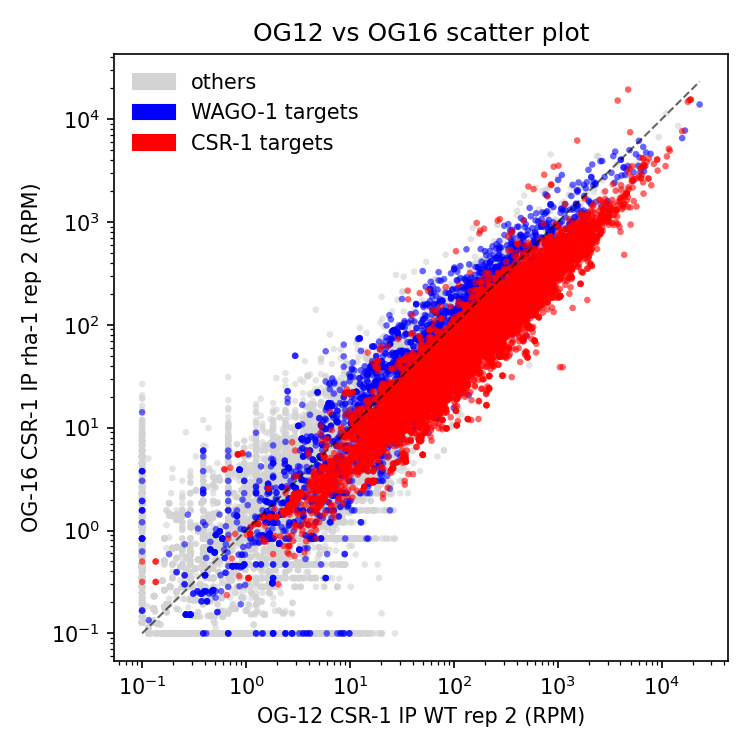 OG12 vs OG16 scatter plot
others
WAGO-1 targets
CSR-1 targets
OG-16 CSR-1 IP rha-1 rep 2 (RPM)
10⁴
10³
10²
10¹
10⁰
10⁻¹
10⁻¹ 10⁰ 10¹ 10² 10³ 10⁴
OG-12 CSR-1 IP WT rep 2 (RPM)